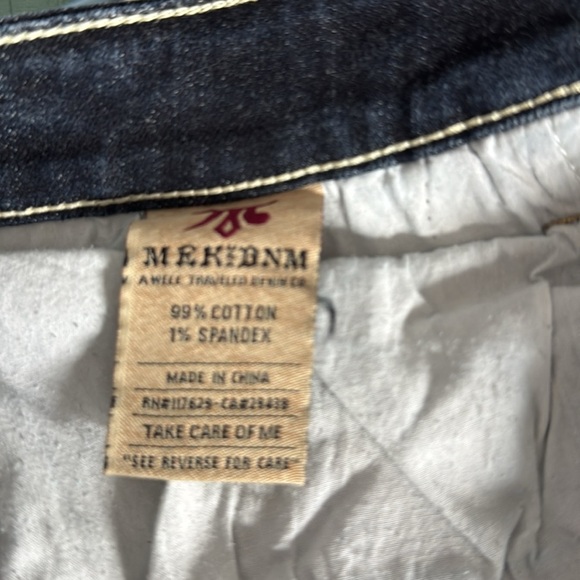 MEK DNM
A WELL TRAVELED DENIM CO
99% COTTON
1% SPANDEX
MADE IN CHINA
RN#117629-CA#29438
TAKE CARE OF ME
"SEE REVERSE FOR CARE"